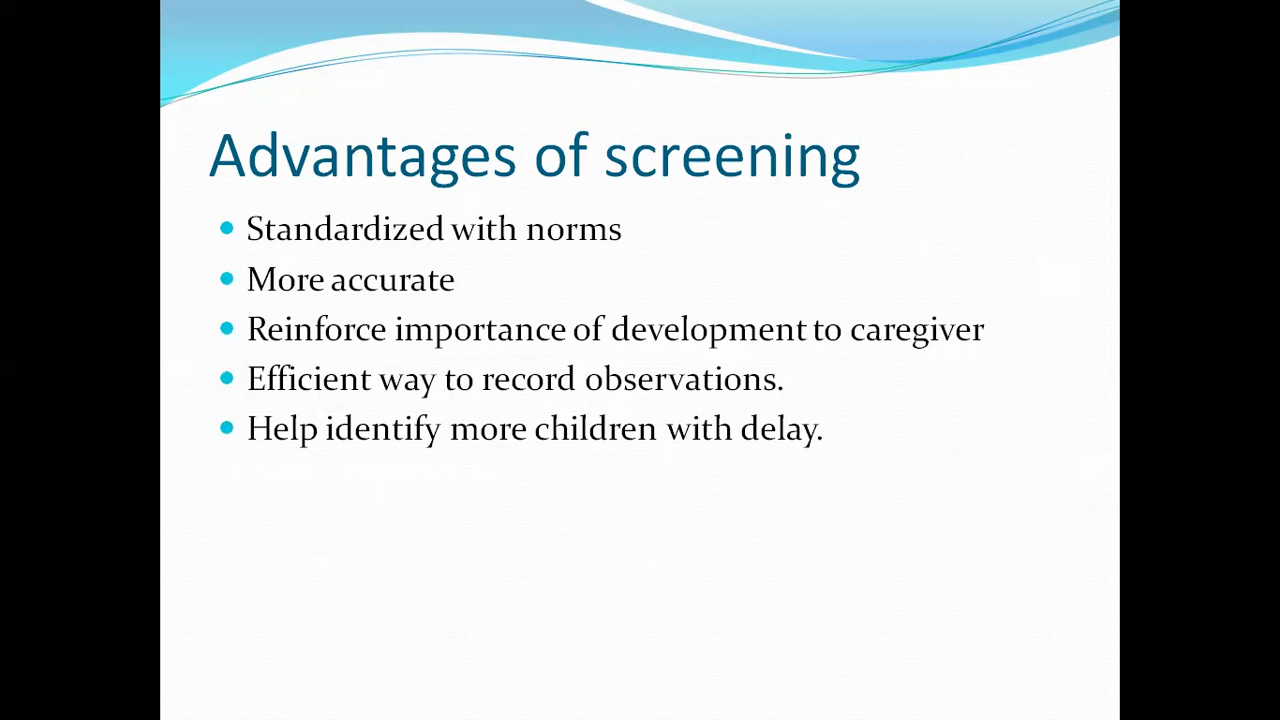 Advantages of screening
Standardized with norms
More accurate
Reinforce importance of development to caregiver
Efficient way to record observations.
Help identify more children with delay.